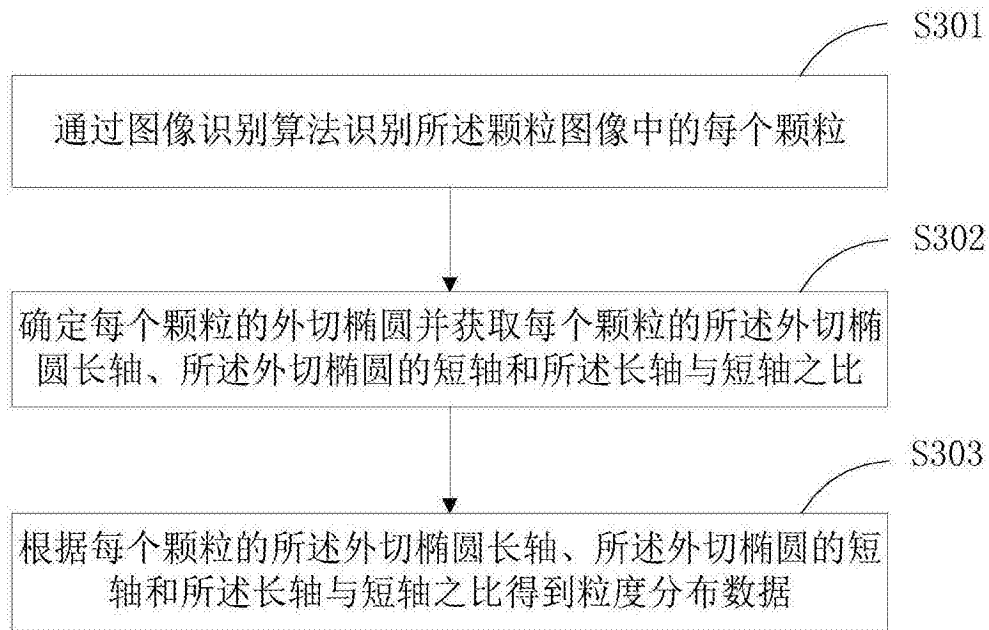 S301
通过图像识别算法识别所述颗粒图像中的每个颗粒
S302
确定每个颗粒的外切椭圆并获取每个颗粒的所述外切椭
圆长轴、所述外切椭圆的短轴和所述长轴与短轴之比
S303
根据每个颗粒的所述外切椭圆长轴、所述外切椭圆的短
轴和所述长轴与短轴之比得到粒度分布数据